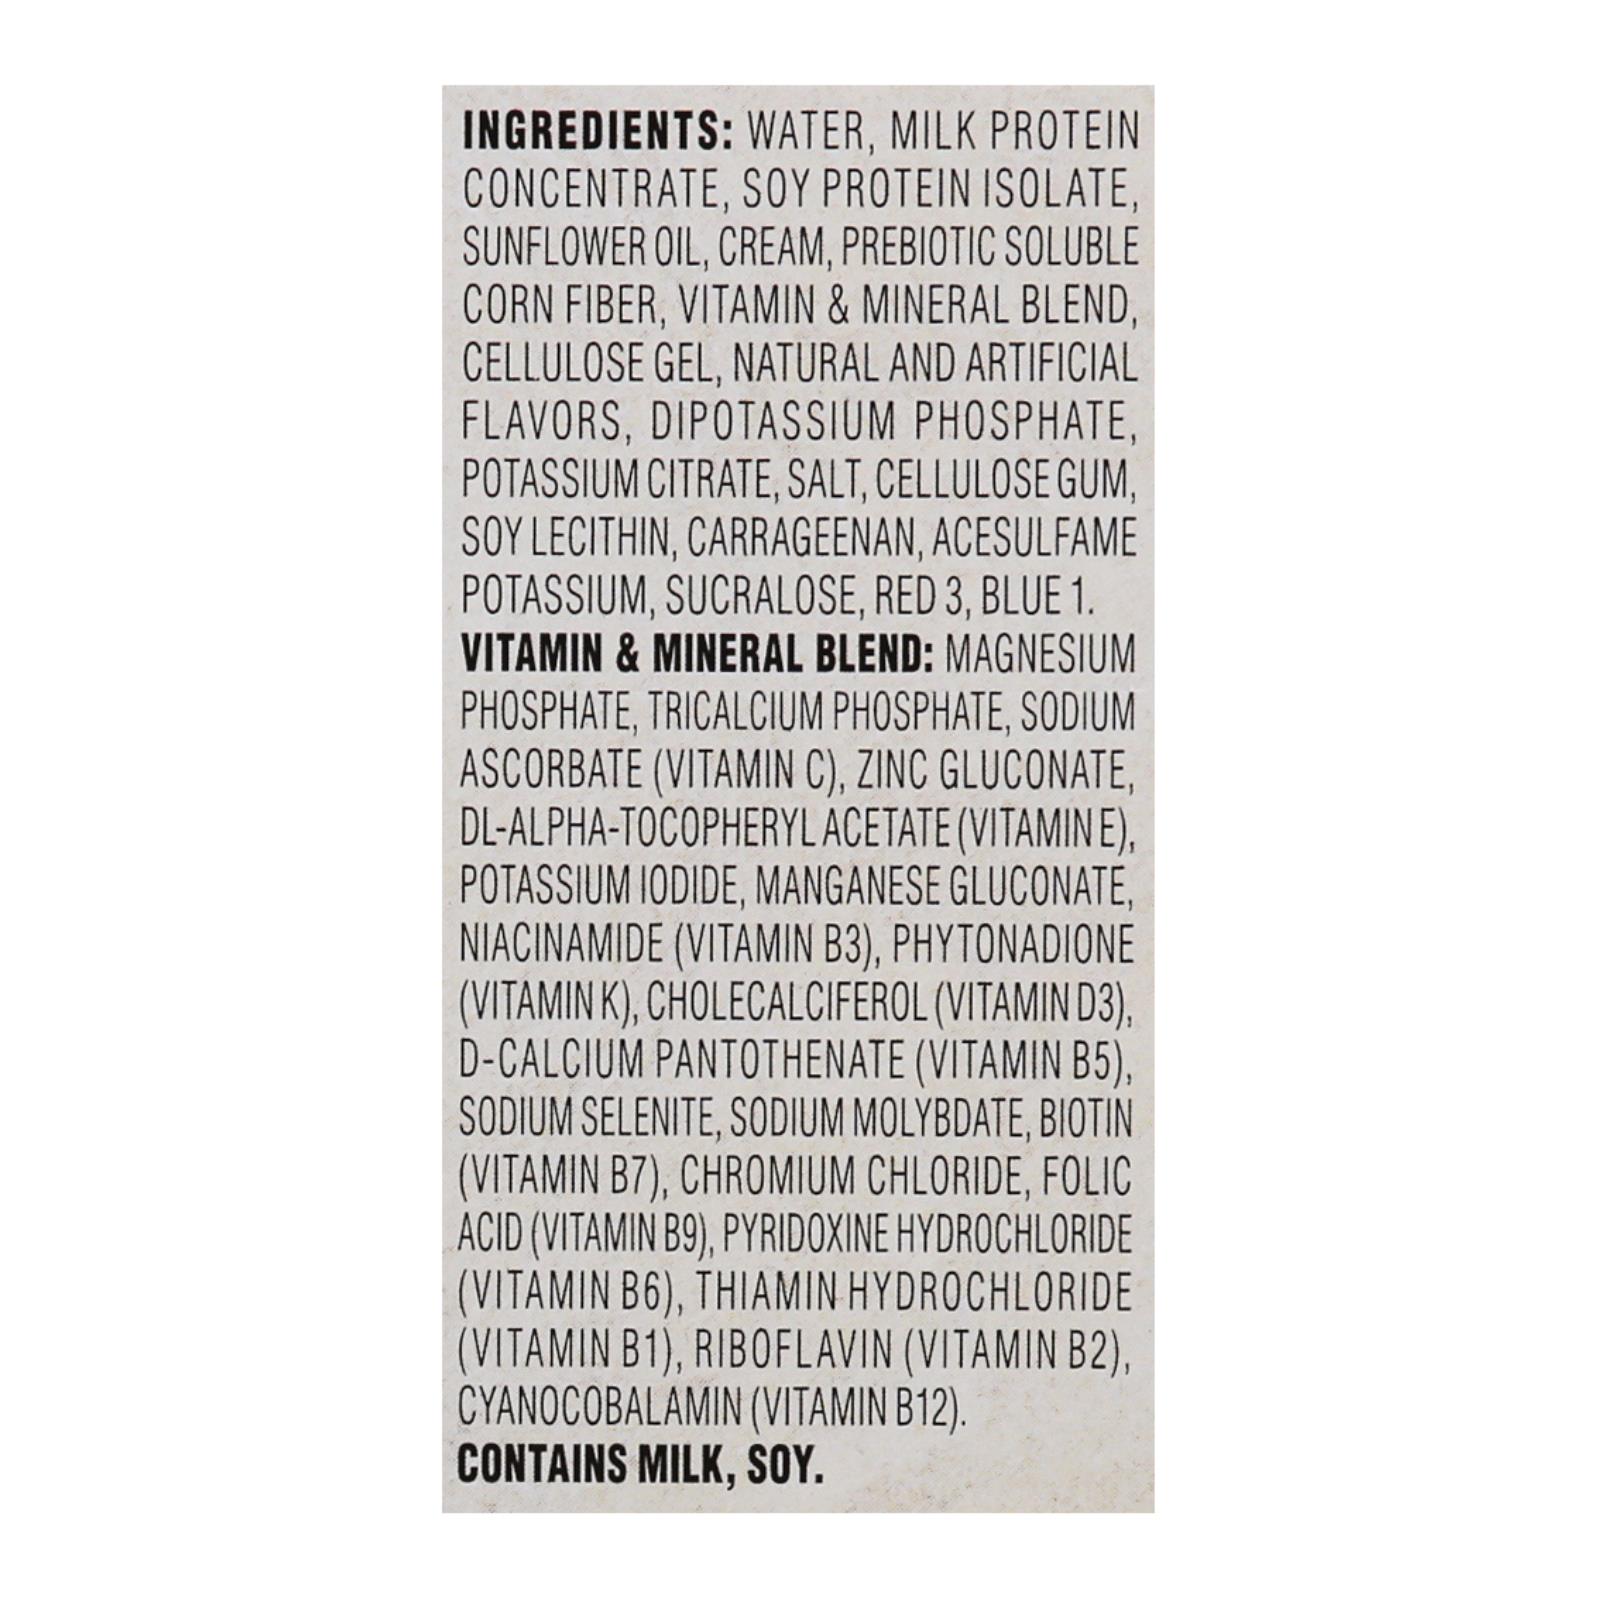 INGREDIENTS: WATER, MILK PROTEIN
CONCENTRATE, SOY PROTEIN ISOLATE,
SUNFLOWER OIL, CREAM, PREBIOTIC SOLUBLE
CORN FIBER, VITAMIN & MINERAL BLEND,
CELLULOSE GEL, NATURAL AND ARTIFICIAL
FLAVORS, DIPOTASSIUM PHOSPHATE,
POTASSIUM CITRATE, SALT, CELLULOSE GUM,
SOY LECITHIN, CARRAGEENAN, ACESULFAME
POTASSIUM, SUCRALOSE, RED 3, BLUE 1.
VITAMIN & MINERAL BLEND: MAGNESIUM
PHOSPHATE, TRICALCIUM PHOSPHATE, SODIUM
ASCORBATE (VITAMIN C), ZINC GLUCONATE,
DL-ALPHA-TOCOPHERYL ACETATE (VITAMIN E),
POTASSIUM IODIDE, MANGANESE GLUCONATE,
NIACINAMIDE (VITAMIN B3), PHYTONADIONE
(VITAMIN K), CHOLECALCIFEROL (VITAMIN D3),
D-CALCIUM PANTOTHENATE (VITAMIN B5),
SODIUM SELENITE, SODIUM MOLYBDATE, BIOTIN
(VITAMIN B7), CHROMIUM CHLORIDE, FOLIC
ACID (VITAMIN B9), PYRIDOXINE HYDROCHLORIDE
(VITAMIN B6), THIAMIN HYDROCHLORIDE
(VITAMIN B1), RIBOFLAVIN (VITAMIN B2),
CYANOCOBALAMIN (VITAMIN B12).
CONTAINS MILK, SOY.